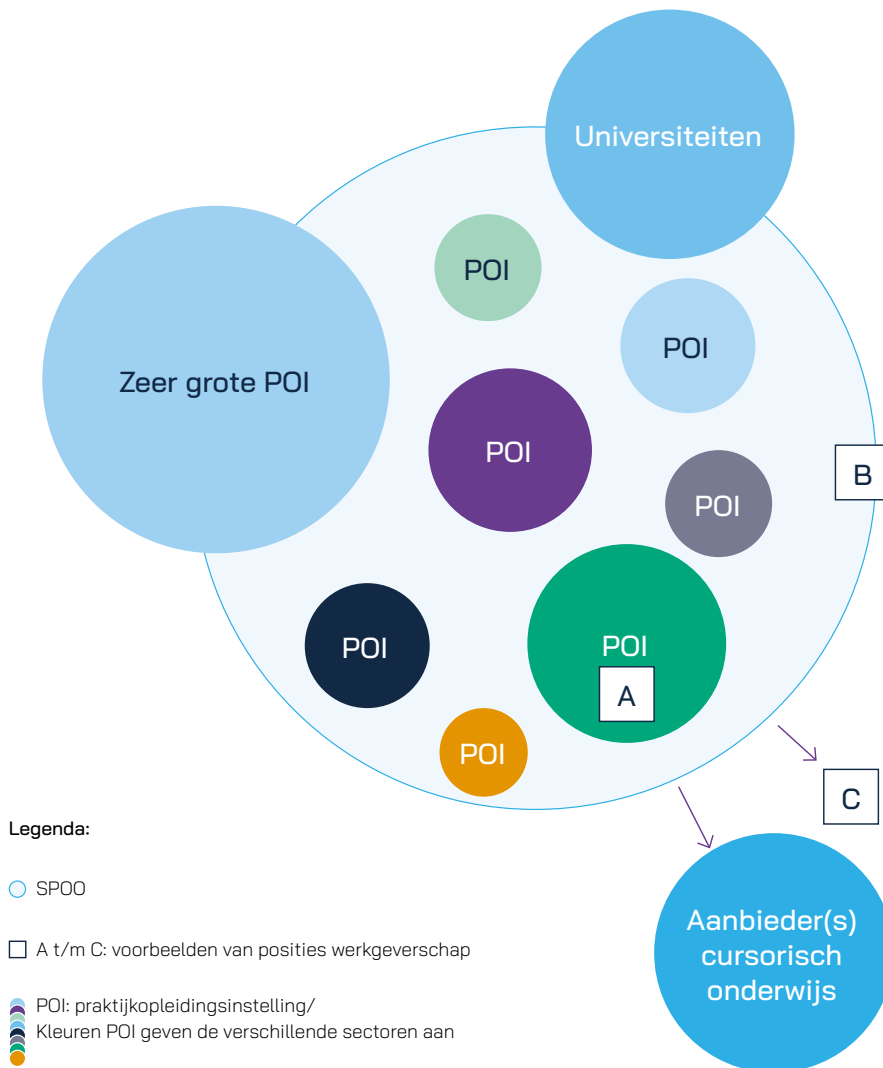 Universiteiten
POI
POI
Zeer grote POI
POI
B
POI
POI
POI
A
POI
C
Legenda:
SPOO
A t/m C: voorbeelden van posities werkgeverschap
POI: praktijkopleidingsinstelling/
Kleuren POI geven de verschillende sectoren aan
Aanbieder(s)
cursorisch
onderwijs